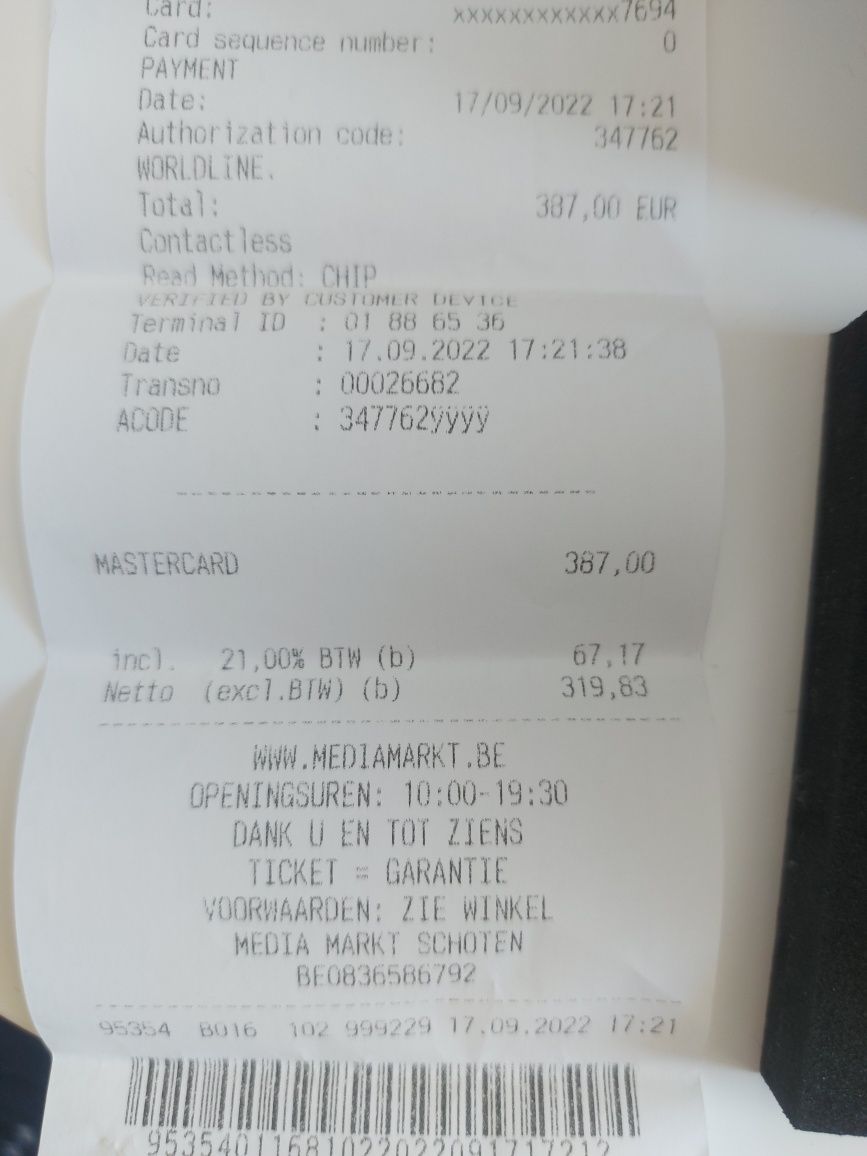 Card: xxxxxxxxxxxx7694
Card sequence number: 0
PAYMENT
Date: 17/09/2022 17:21
Authorization code: 347762
WORLDLINE.
Total: 387,00 EUR
Contactless
Read Method: CHIP
VERIFIED BY CUSTOMER DEVICE
Terminal ID : 01 88 65 36
Date : 17.09.2022 17:21:38
Transno : 00026682
ACODE : 347762ÿÿÿÿ
MASTERCARD 387,00
incl. 21,00% BTW (b) 67,17
Netto (excl.BTW) (b) 319,83
WWW.MEDIAMARKT.BE
OPENINGSUREN: 10:00-19:30
DANK U EN TOT ZIENS
TICKET = GARANTIE
VOORWAARDEN: ZIE WINKEL
MEDIA MARKT SCHOTEN
BE0836586792
95354 B016 102 999229 17.09.2022 17:21
95354011681022022091717212